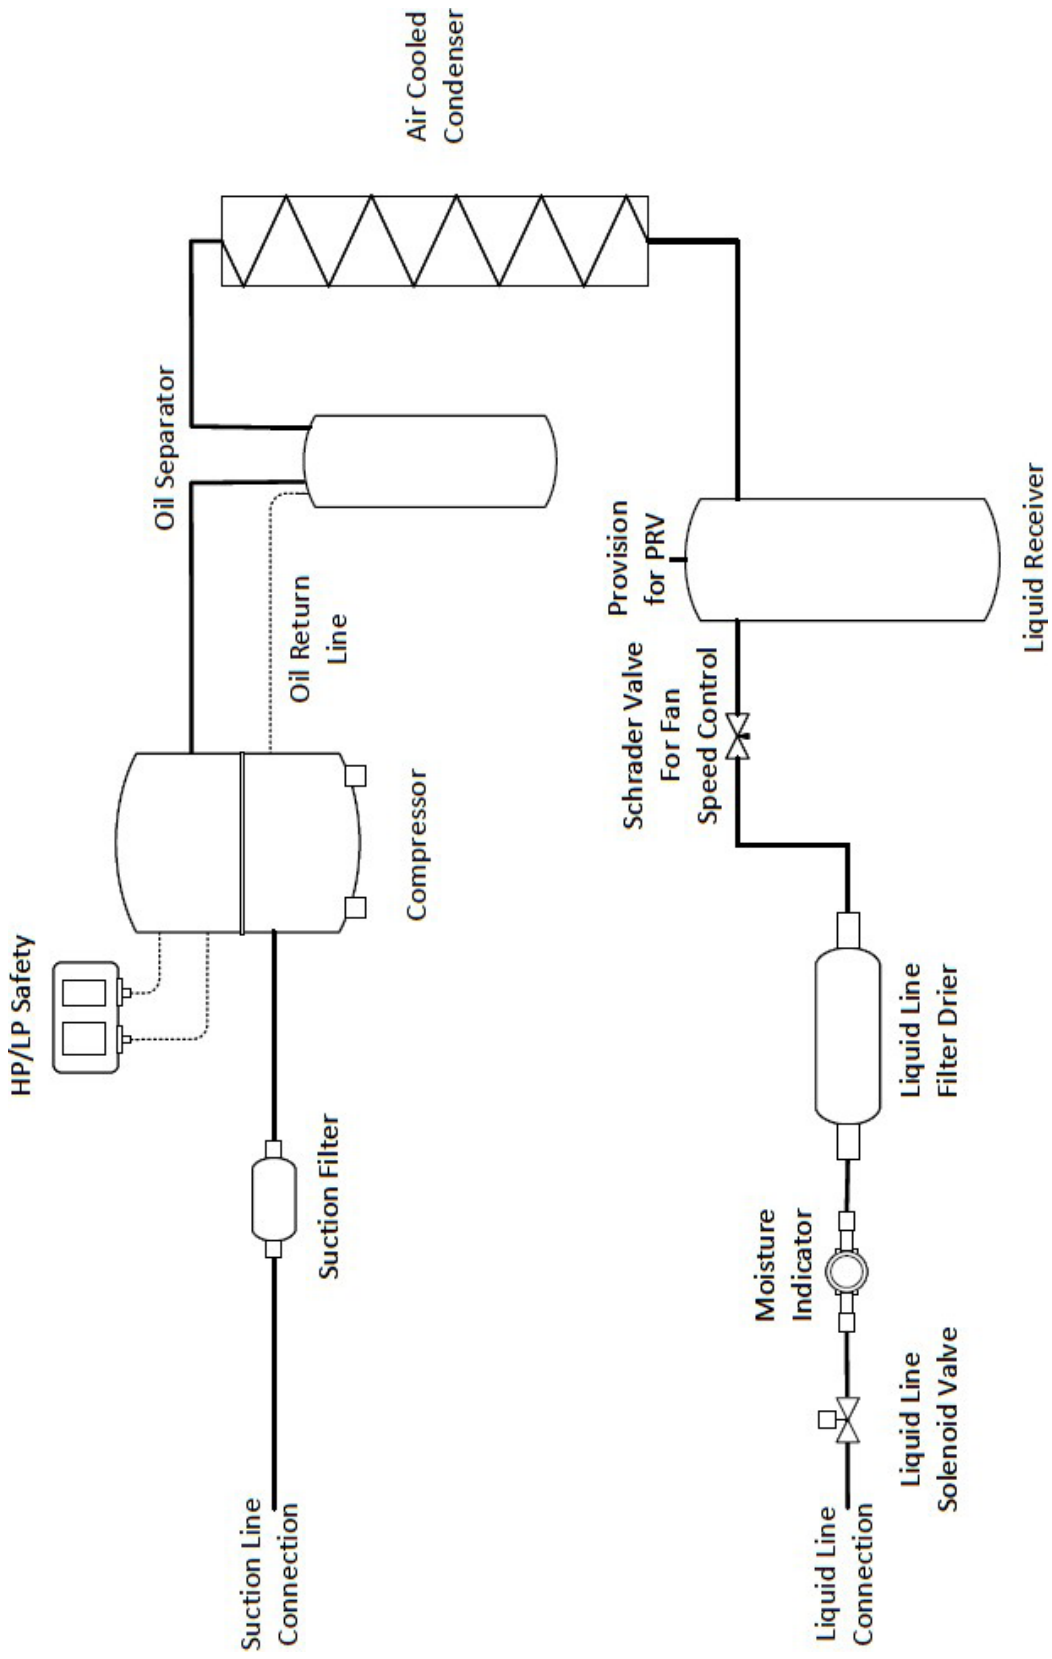 HP/LP Safety
Oil Separator
Air Cooled
Condenser
Oil Return
Line
Suction Line
Connection
Suction Filter
Compressor
Provision
for PRV
Schrader Valve
For Fan
Speed Control
Moisture
Indicator
Liquid Line
Connection
Liquid Line
Solenoid Valve
Liquid Line
Filter Drier
Liquid Receiver